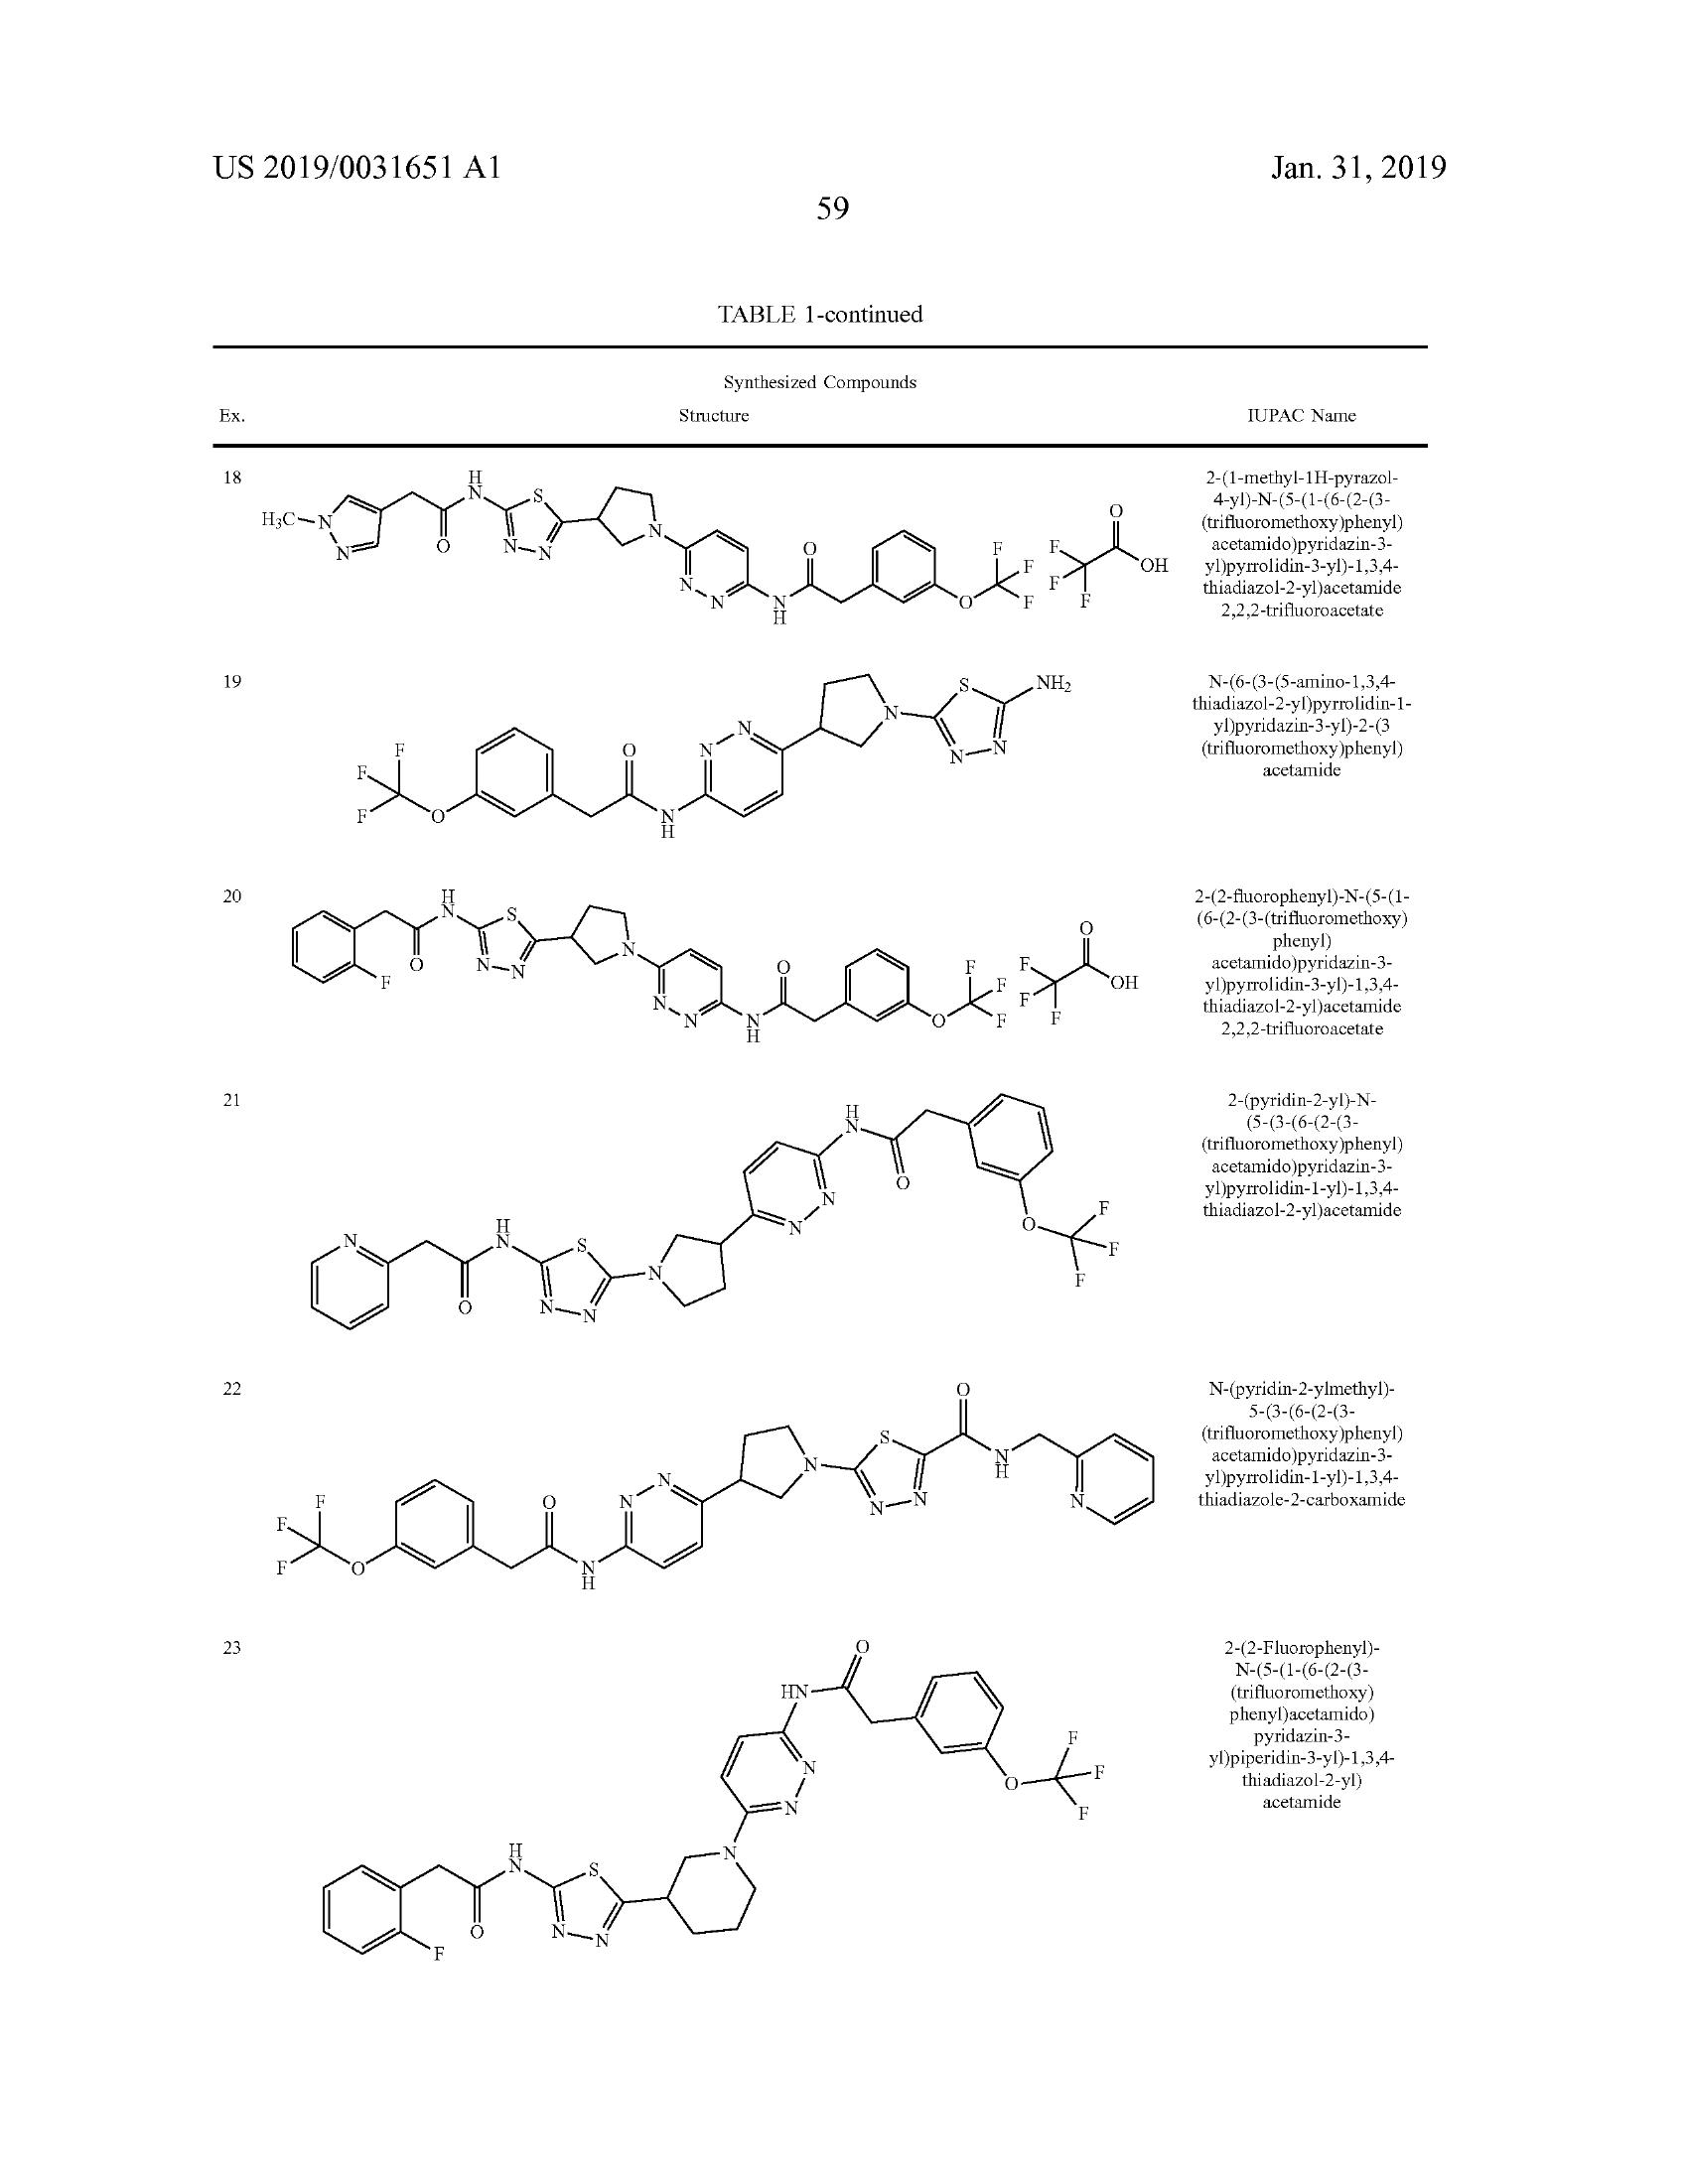 US 2019/0031651 A1
Jan. 31, 2019
59
TABLE 1-continued
Synthesized Compounds
Ex.
Structure
IUPAC Name
18
H
N
S
H₃C
N
N
O
N
N
N
N
N
N
H
O
O
F
F
F
F
F
F
O
OH
2-(1-methyl-1H-pyrazol-
4-yl)-N-(5-(1-(6-(2-(3-
(trifluoromethoxy)phenyl)
acetamido)pyridazin-3-
yl)pyrrolidin-3-yl)-1,3,4-
thiadiazol-2-yl)acetamide
2,2,2-trifluoroacetate
19
F
F
F
O
O
N
H
N
N
N
S
NH₂
N
N
N-(6-(3-(5-amino-1,3,4-
thiadiazol-2-yl)pyrrolidin-1-
yl)pyridazin-3-yl)-2-(3
(trifluoromethoxy)phenyl)
acetamide
20
H
N
S
F
O
N
N
N
N
N
N
H
O
O
F
F
F
F
F
F
O
OH
2-(2-fluorophenyl)-N-(5-(1-
(6-(2-(3-(trifluoromethoxy)
phenyl)
acetamido)pyridazin-3-
yl)pyrrolidin-3-yl)-1,3,4-
thiadiazol-2-yl)acetamide
2,2,2-trifluoroacetate
21
H
N
O
N
N
O
F
F
F
N
O
H
N
S
N
N
N
2-(pyridin-2-yl)-N-
(5-(3-(6-(2-(3-
(trifluoromethoxy)phenyl)
acetamido)pyridazin-3-
yl)pyrrolidin-1-yl)-1,3,4-
thiadiazol-2-yl)acetamide
22
F
F
F
O
O
N
H
N
N
N
S
N
N
O
N
H
N
N-(pyridin-2-ylmethyl)-
5-(3-(6-(2-(3-
(trifluoromethoxy)phenyl)
acetamido)pyridazin-3-
yl)pyrrolidin-1-yl)-1,3,4-
thiadiazole-2-carboxamide
23
O
HN
N
N
O
F
F
F
N
H
N
S
O
N
N
F
2-(2-Fluorophenyl)-
N-(5-(1-(6-(2-(3-
(trifluoromethoxy)
phenyl)acetamido)
pyridazin-3-
yl)piperidin-3-yl)-1,3,4-
thiadiazol-2-yl)
acetamide